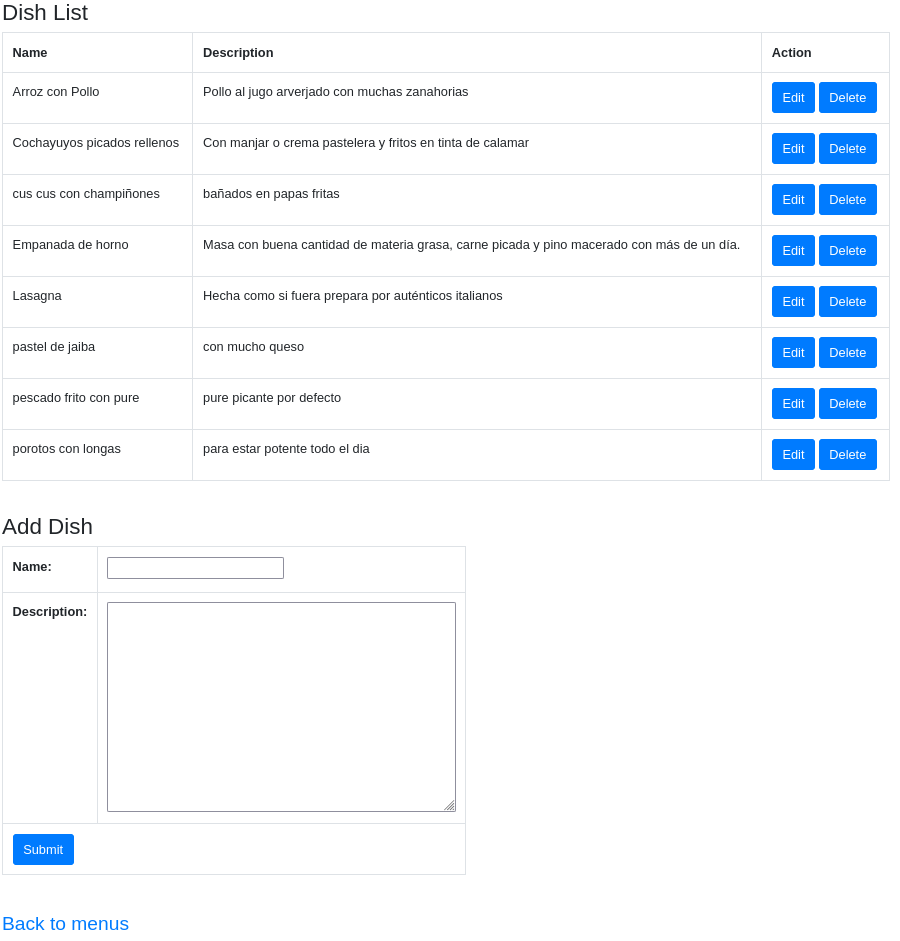 Dish List
Name Description Action
Arroz con Pollo Pollo al jugo arverjado con muchas zanahorias Edit Delete
Cochayuyos picados rellenos Con manjar o crema pastelera y fritos en tinta de calamar Edit Delete
cus cus con champiñones bañados en papas fritas Edit Delete
Empanada de horno Masa con buena cantidad de materia grasa, carne picada y pino macerado con más de un día. Edit Delete
Lasagna Hecha como si fuera prepara por auténticos italianos Edit Delete
pastel de jaiba con mucho queso Edit Delete
pescado frito con pure pure picante por defecto Edit Delete
porotos con longas para estar potente todo el dia Edit Delete
Add Dish
Name:
Description:
Submit
Back to menus